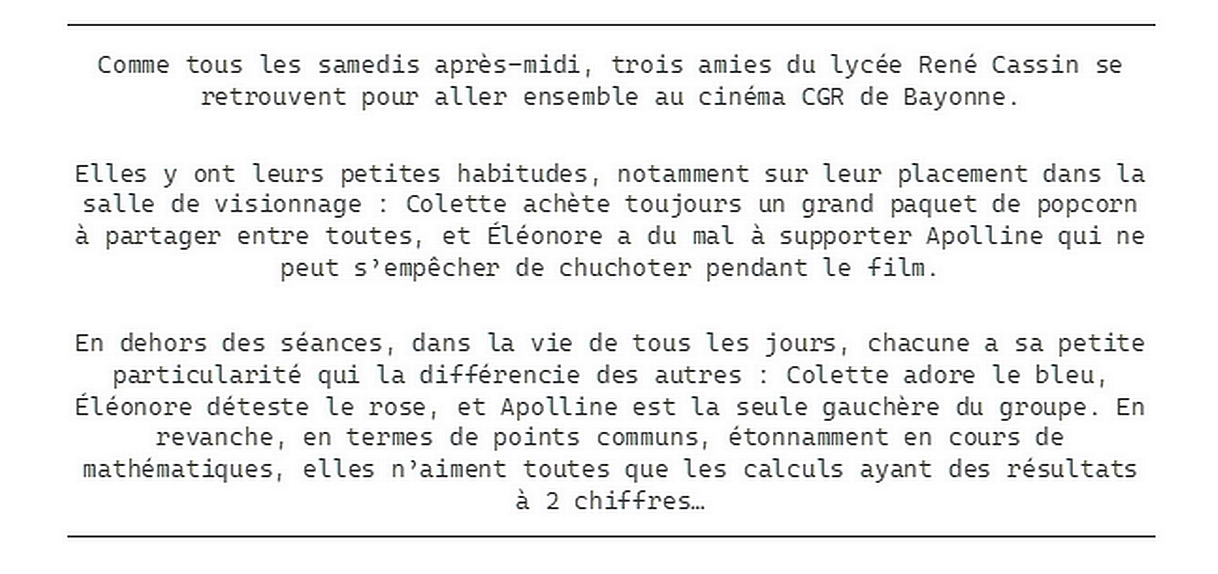 Comme tous les samedis après-midi, trois amies du lycée René Cassin se
retrouvent pour aller ensemble au cinéma CGR de Bayonne.
Elles y ont leurs petites habitudes, notamment sur leur placement dans la
salle de visionnage : Colette achète toujours un grand paquet de popcorn
à partager entre toutes, et Éléonore a du mal à supporter Apolline qui ne
peut s’empêcher de chuchoter pendant le film.
En dehors des séances, dans la vie de tous les jours, chacune a sa petite
particularité qui la différencie des autres : Colette adore le bleu,
Éléonore déteste le rose, et Apolline est la seule gauchère du groupe. En
revanche, en termes de points communs, étonnamment en cours de
mathématiques, elles n’aiment toutes que les calculs ayant des résultats
à 2 chiffres…